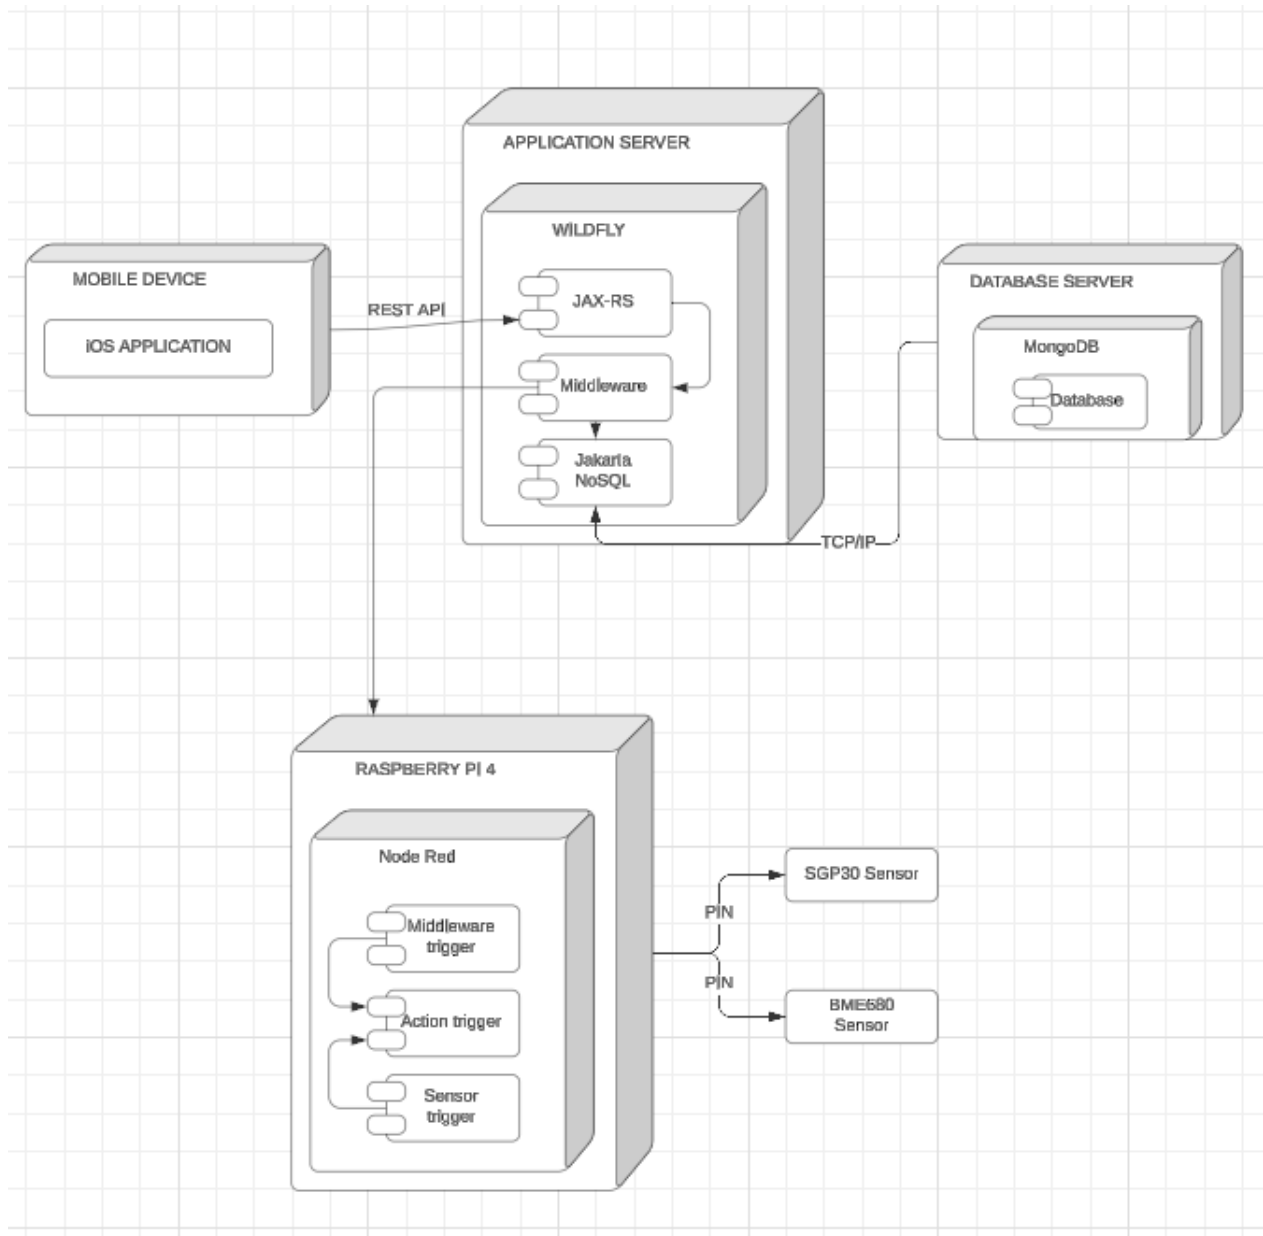 APPLICATION SERVER
WILDFLY
MOBILE DEVICE
DATABASE SERVER
JAX-RS
REST API
iOS APPLICATION
MongoDB
Middleware
Database
Jakarta
NoSQL
TCP/IP
RASPBERRY PI 4
Node Red
SGP30 Sensor
PIN
Middleware
trigger
PIN
BME680
Sensor
Action trigger
Sensor
trigger